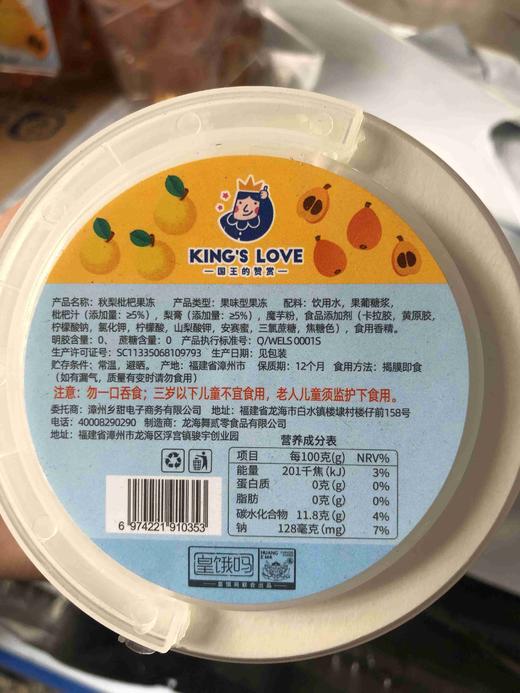 KING'S LOVE
国王的赞赏
产品名称：秋梨枇杷果冻 产品类型：果味型果冻 配料：饮用水，果葡糖浆，
枇杷汁（添加量：≥5%），梨膏（添加量：≥5%），魔芋粉，食品添加剂（卡拉胶，黄原胶，
柠檬酸钠，氯化钾，柠檬酸，山梨酸钾，安赛蜜，三氯蔗糖，焦糖色），食用香精。
明胶含量：0、 蔗糖含量：0 产品执行标准号：Q/WELS 0001S
生产许可证号：SC11335068109793 生产日期：见包装
贮存条件：常温，避晒。 产地：福建省漳州市 保质期：12个月 食用方法：揭膜即食
（如有漏气，质量有变时请勿食用）
注意：勿一口吞食；三岁以下儿童不宜食用，老人儿童须监护下食用。
委托商：漳州乡甜电子商务有限公司 地址：福建省龙海市白水镇楼埭村楼仔前158号
电话：40008290290 制造商：龙海舞贰零食品有限公司
地址：福建省漳州市龙海区浮宫镇骏宇创业园
营养成分表
项目 每100克(g) NRV%
能量 201千焦(kJ) 3%
蛋白质 0克(g) 0%
脂肪 0克(g) 0%
碳水化合物 11.8克(g) 4%
钠 128毫克(mg) 7%
6 974221 910353
皇饿吗
HUANG
E MA